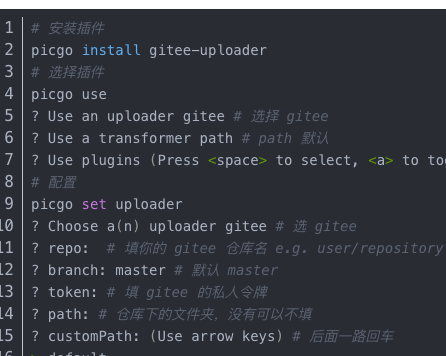 1 # 安装插件
2 picgo install gitee-uploader
3 # 选择插件
4 picgo use
5 ? Use an uploader gitee # 选择 gitee
6 ? Use a transformer path # path 默认
7 ? Use plugins (Press <space> to select, <a> to to
8 # 配置
9 picgo set uploader
10 ? Choose a(n) uploader gitee # 选 gitee
11 ? repo:  # 填你的 gitee 仓库名 e.g. user/repository
12 ? branch: master # 默认 master
13 ? token: # 填 gitee 的私人令牌
14 ? path: # 仓库下的文件夹，没有可以不填
15 ? customPath: (Use arrow keys) # 后面一路回车
16 > default